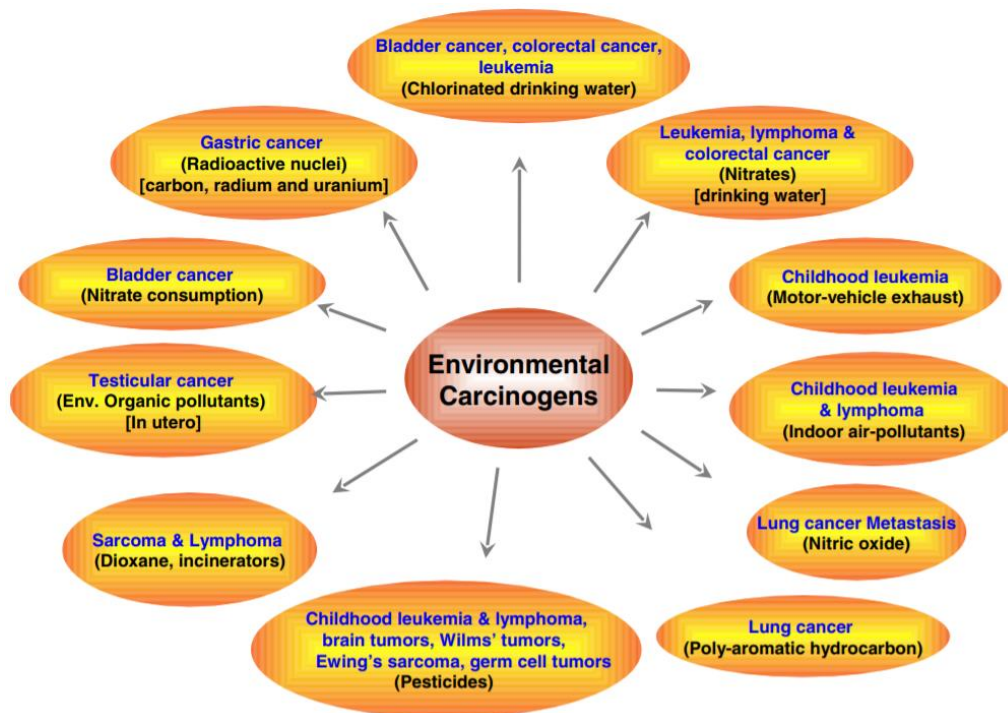 Bladder cancer, colorectal cancer,
leukemia
(Chlorinated drinking water)
Gastric cancer
(Radioactive nuclei)
[carbon, radium and uranium]
Leukemia, lymphoma &
colorectal cancer
(Nitrates)
[drinking water]
Bladder cancer
(Nitrate consumption)
Childhood leukemia
(Motor-vehicle exhaust)
Environmental
Carcinogens
Testicular cancer
(Env. Organic pollutants)
[In utero]
Childhood leukemia
& lymphoma
(Indoor air-pollutants)
Sarcoma & Lymphoma
(Dioxane, incinerators)
Lung cancer Metastasis
(Nitric oxide)
Childhood leukemia & lymphoma,
brain tumors, Wilms' tumors,
Ewing's sarcoma, germ cell tumors
(Pesticides)
Lung cancer
(Poly-aromatic hydrocarbon)